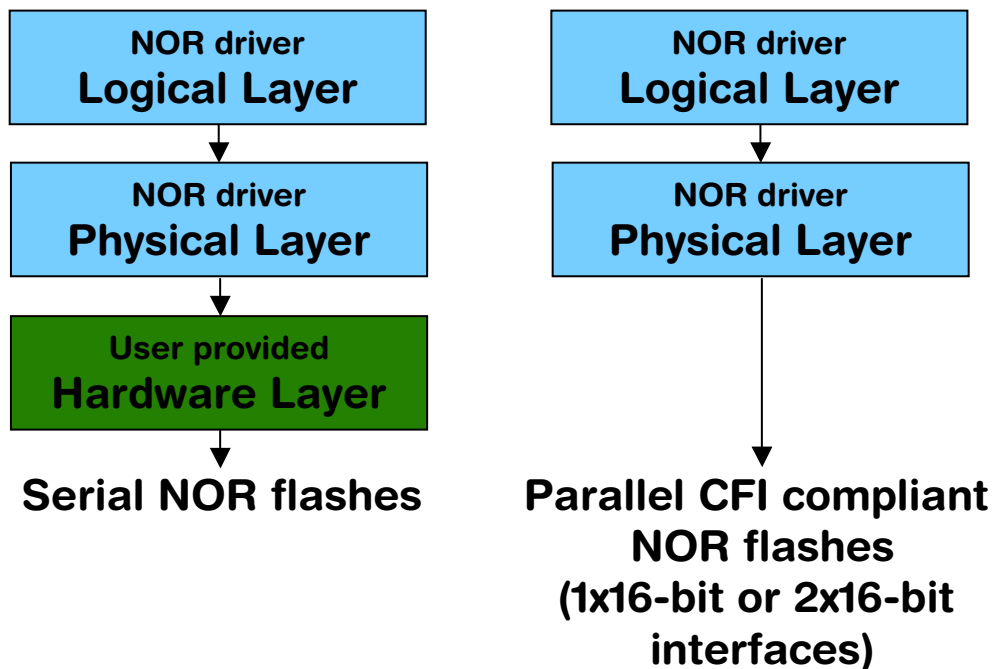 NOR driver
Logical Layer
NOR driver
Physical Layer
User provided
Hardware Layer
Serial NOR flashes
NOR driver
Logical Layer
NOR driver
Physical Layer
Parallel CFI compliant
NOR flashes
(1x16-bit or 2x16-bit
interfaces)